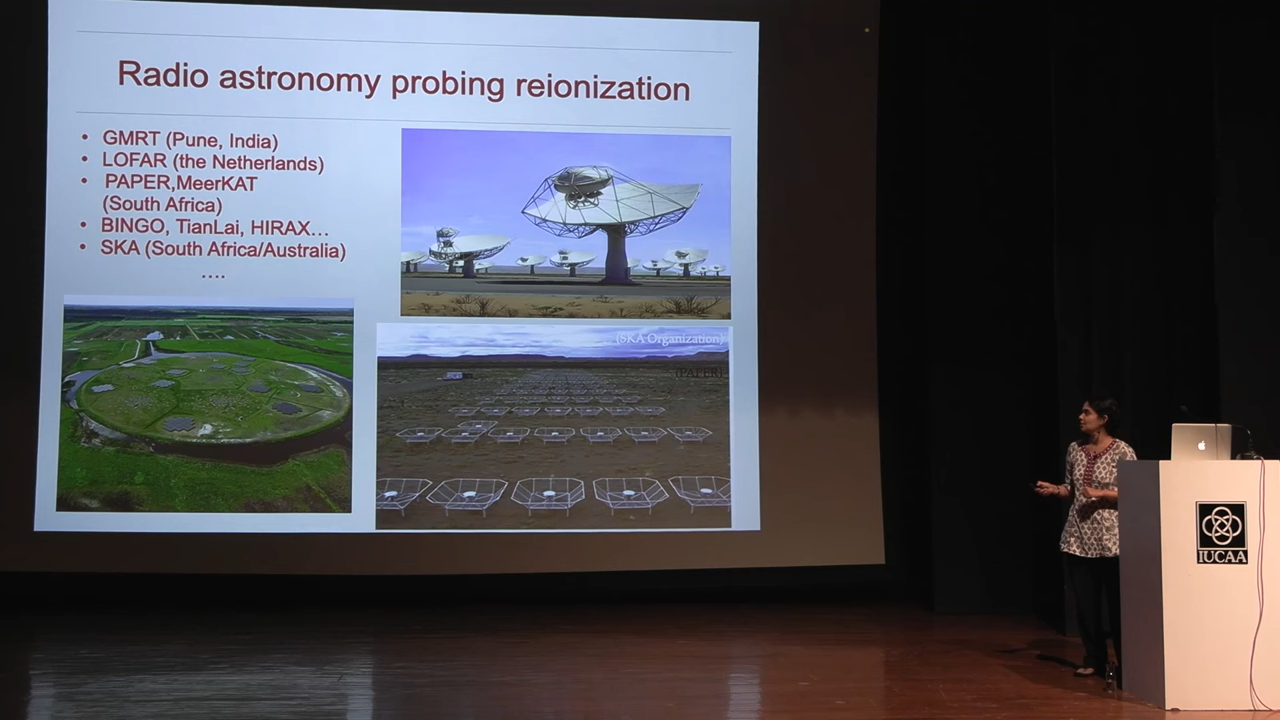 Radio astronomy probing reionization
• GMRT (Pune, India)
• LOFAR (the Netherlands)
• PAPER,MeerKAT
(South Africa)
• BINGO, TianLai, HIRAX...
• SKA (South Africa/Australia)
....
(SKA Organization)
(PAPER)
IUCAA